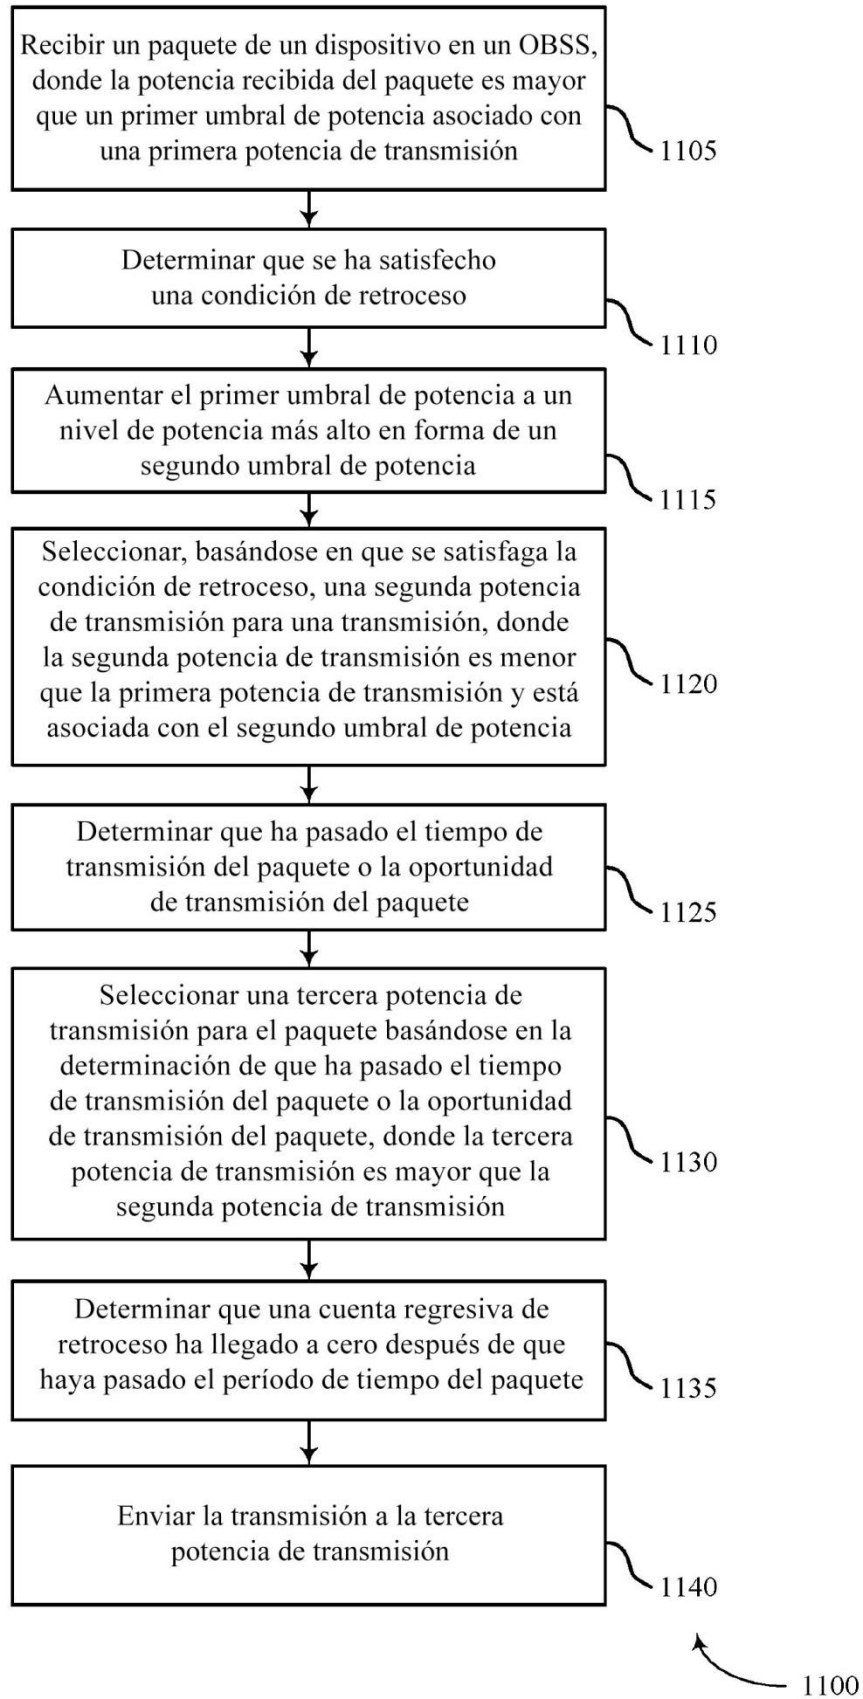 Recibir un paquete de un dispositivo en un OBSS,
donde la potencia recibida del paquete es mayor
que un primer umbral de potencia asociado con
una primera potencia de transmisión
1105
Determinar que se ha satisfecho
una condición de retroceso
1110
Aumentar el primer umbral de potencia a un
nivel de potencia más alto en forma de un
segundo umbral de potencia
1115
Seleccionar, basándose en que se satisfaga la
condición de retroceso, una segunda potencia
de transmisión para una transmisión, donde
la segunda potencia de transmisión es menor
que la primera potencia de transmisión y está
asociada con el segundo umbral de potencia
1120
Determinar que ha pasado el tiempo de
transmisión del paquete o la oportunidad
de transmisión del paquete
1125
Seleccionar una tercera potencia de
transmisión para el paquete basándose en la
determinación de que ha pasado el tiempo
de transmisión del paquete o la oportunidad
de transmisión del paquete, donde la tercera
potencia de transmisión es mayor que la
segunda potencia de transmisión
1130
Determinar que una cuenta regresiva de
retroceso ha llegado a cero después de que
haya pasado el período de tiempo del paquete
1135
Enviar la transmisión a la tercera
potencia de transmisión
1140
1100